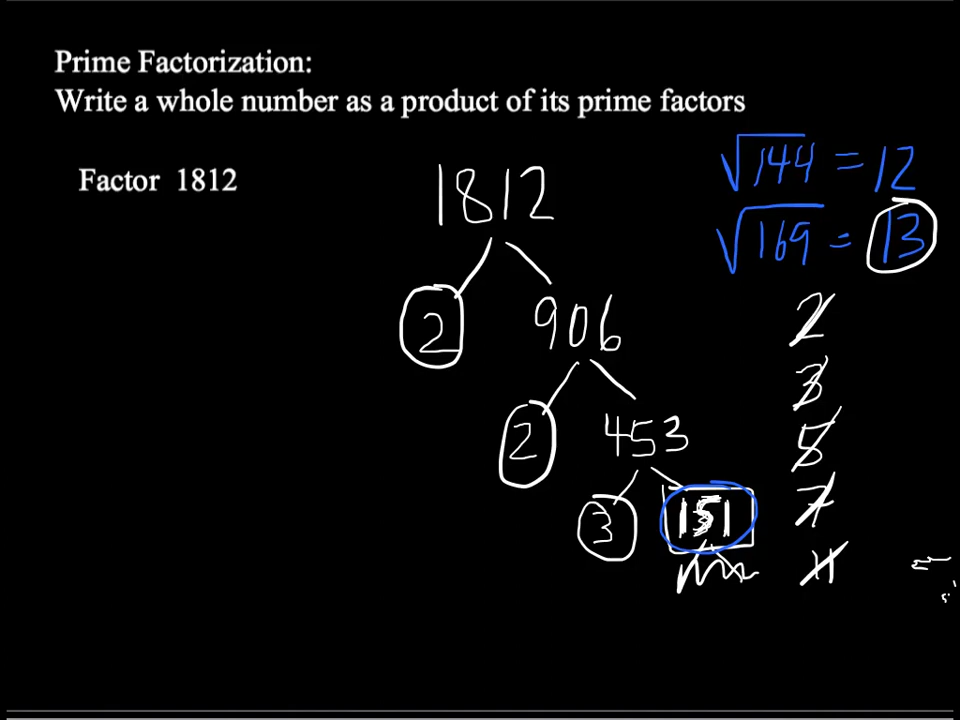 Prime Factorization:
Write a whole number as a product of its prime factors
Factor 1812
1812
2 906
2 453
3 151
√144 = 12
√169 = 13
2
3
5
7
11